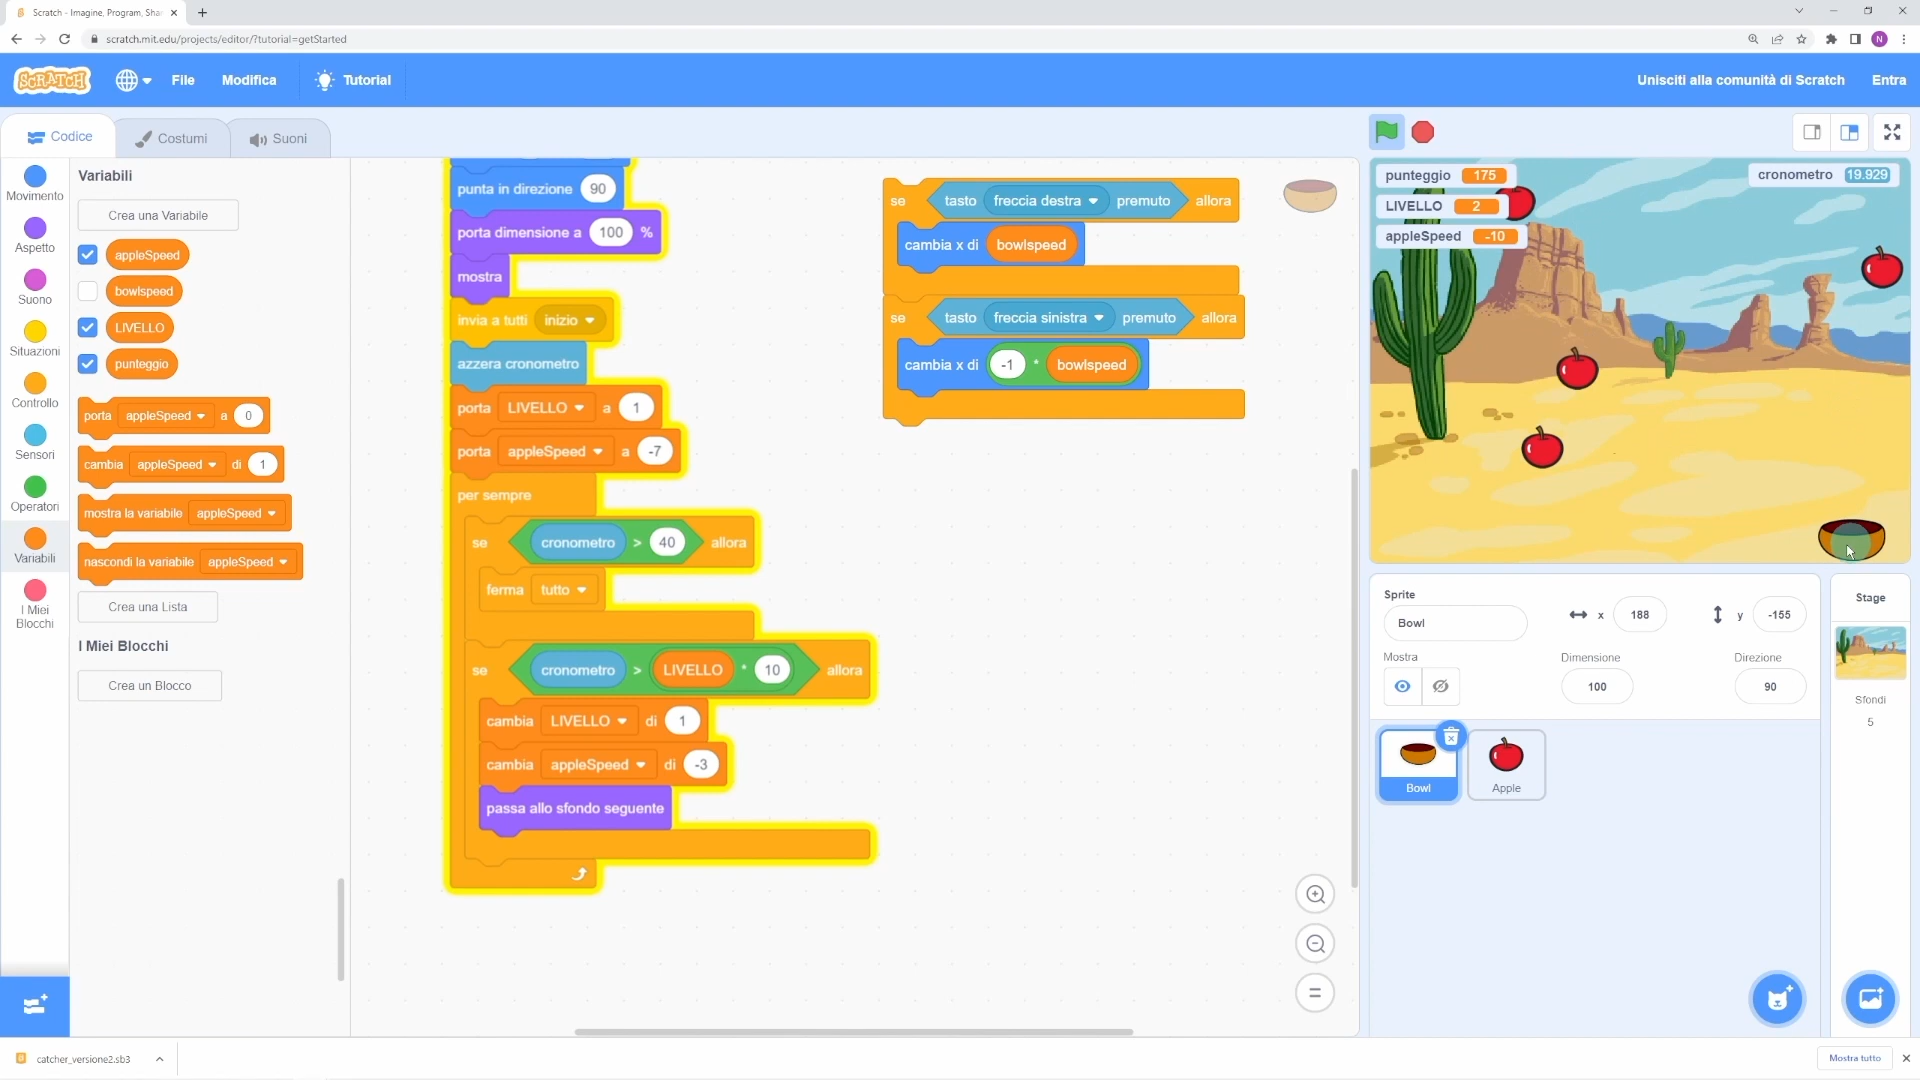 Scratch - Imagine, Program, Shar
scratch.mit.edu/projects/editor/?tutorial=getStarted
N
SCRATCH
File
Modifica
Tutorial
Unisciti alla comunità di Scratch
Entra
Codice
Costumi
Suoni
Movimento
Aspetto
Suono
Situazioni
Controllo
Sensori
Operatori
Variabili
I Miei
Blocchi
Variabili
Crea una Variabile
appleSpeed
bowlspeed
LIVELLO
punteggio
porta appleSpeed a 0
cambia appleSpeed di 1
mostra la variabile appleSpeed
nascondi la variabile appleSpeed
Crea una Lista
I Miei Blocchi
Crea un Blocco
punta in direzione 90
porta dimensione a 100 %
mostra
invia a tutti inizio
azzera cronometro
porta LIVELLO a 1
porta appleSpeed a -7
per sempre
se cronometro > 40 allora
ferma tutto
se cronometro > LIVELLO * 10 allora
cambia LIVELLO di 1
cambia appleSpeed di -3
passa allo sfondo seguente
se tasto freccia destra premuto allora
cambia x di bowlspeed
se tasto freccia sinistra premuto allora
cambia x di -1 * bowlspeed
punteggio 175
LIVELLO 2
appleSpeed -10
cronometro 19.929
Sprite
Bowl
x 188
y -155
Mostra
Dimensione
100
Direzione
90
Bowl
Apple
Stage
Sfondi
5
catcher_versione2.sb3
Mostra tutto